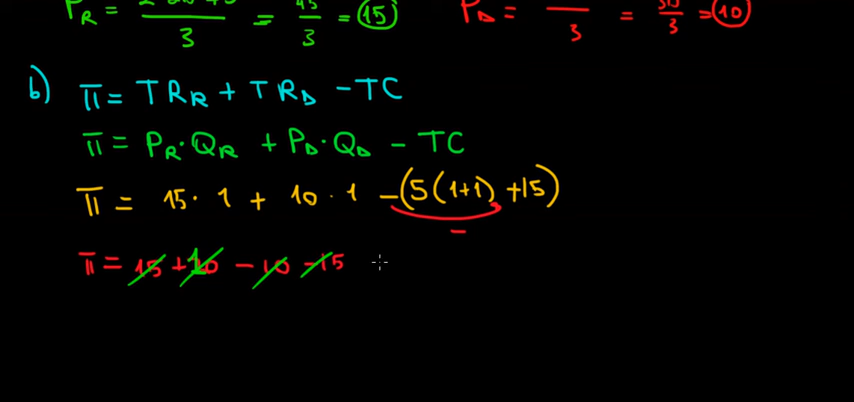 P_R = 3 = 45/3 = 15 P_D = 3 = 3 = 10
b) π = TR_R + TR_D - TC
π = P_R · Q_R + P_D · Q_D - TC
π = 15 · 1 + 10 · 1 - (5(1+1) + 15)
-
π = 15 + 10 - 10 - 15